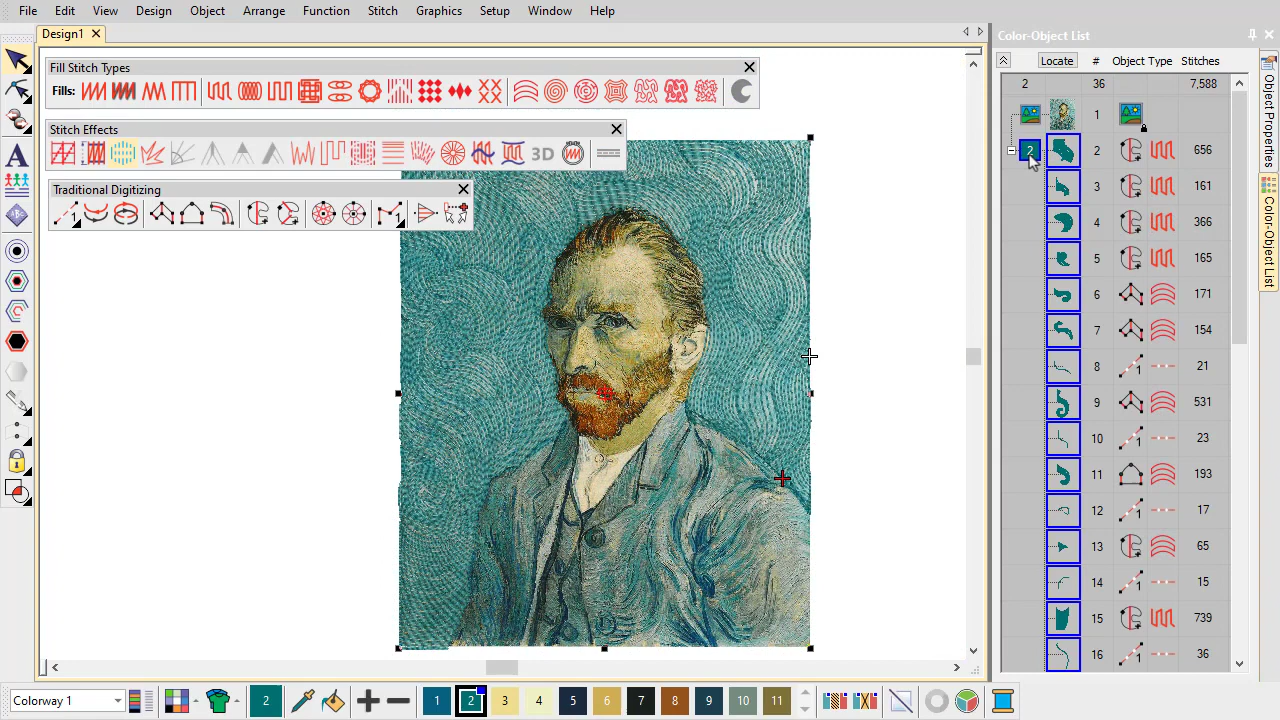 File Edit View Design Object Arrange Function Stitch Graphics Setup Window Help
Design1
Color-Object List
Fill Stitch Types
Fills:
Stitch Effects
3D
Traditional Digitizing
Locate # Object Type Stitches
2 36 7,588
1
2 2 656
3 161
4 366
5 165
6 171
7 154
8 21
9 531
10 23
11 193
12 17
13 65
14 15
15 739
16 36
Object Properties
Color-Object List
Colorway 1
2 1 2 3 4 5 6 7 8 9 10 11